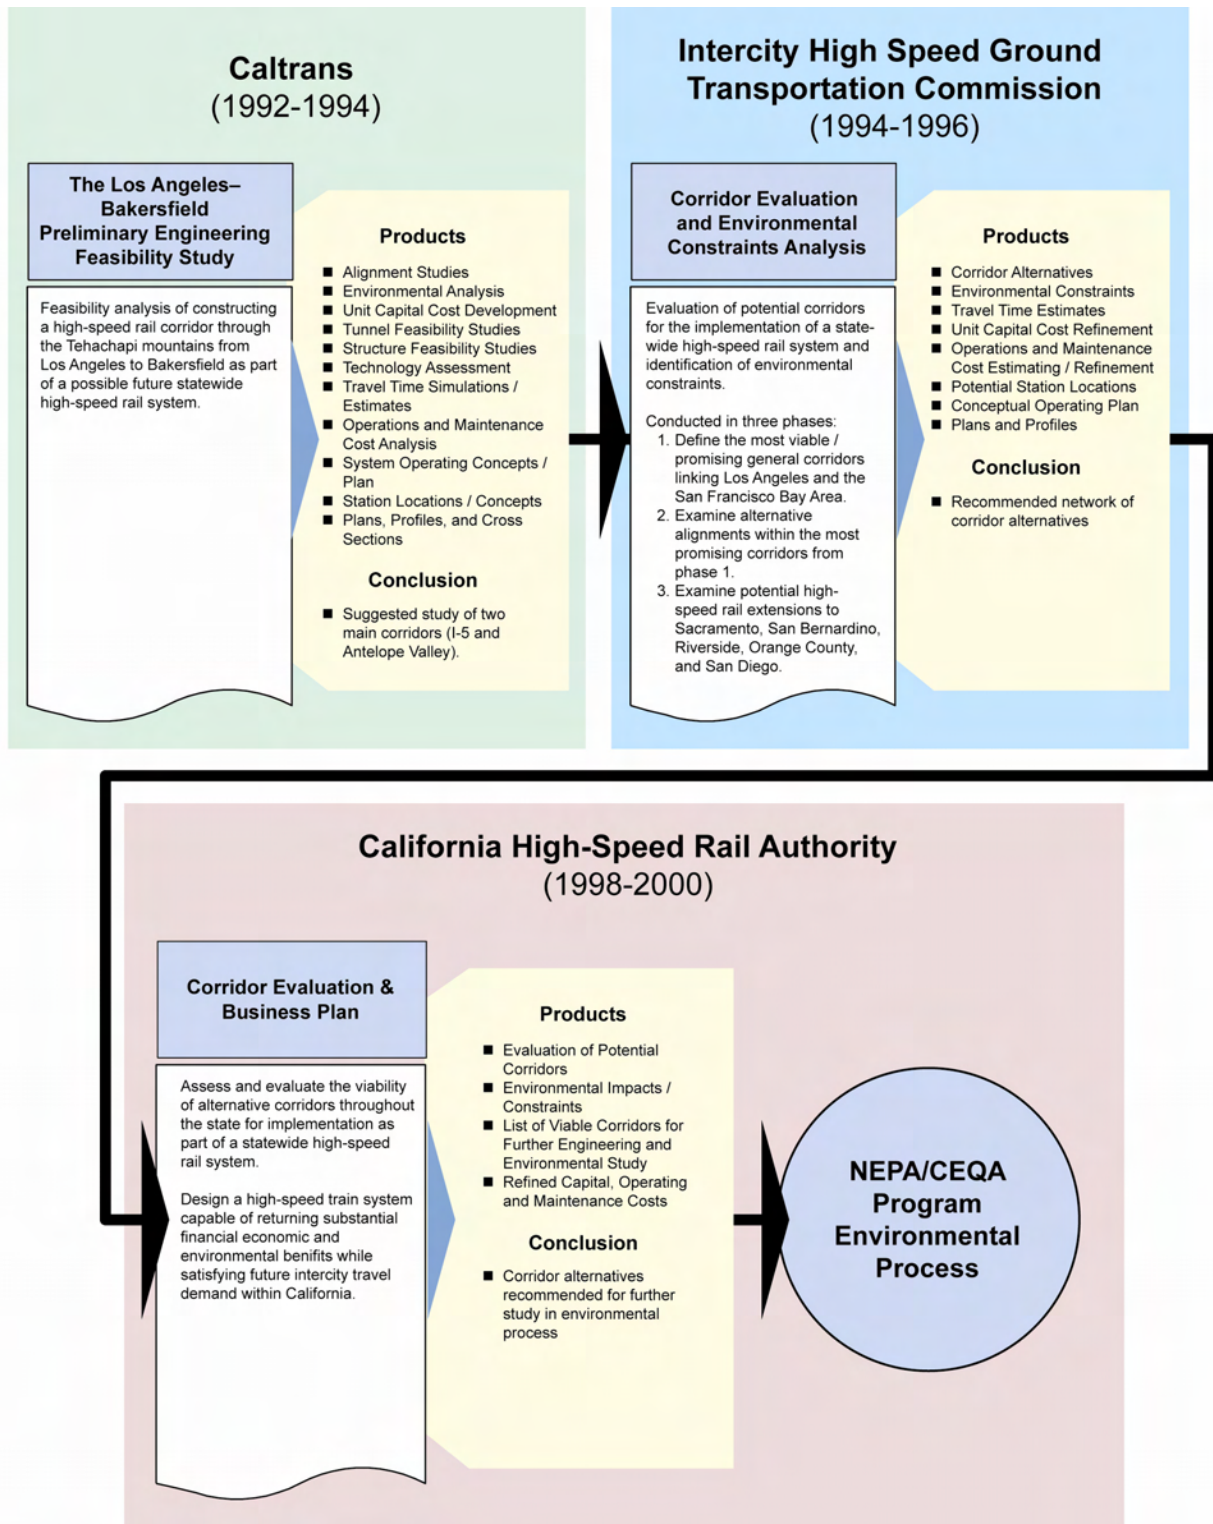 Caltrans
(1992-1994)
The Los Angeles–
Bakersfield
Preliminary Engineering
Feasibility Study
Feasibility analysis of constructing
a high-speed rail corridor through
the Tehachapi mountains from
Los Angeles to Bakersfield as part
of a possible future statewide
high-speed rail system.
Products
■ Alignment Studies
■ Environmental Analysis
■ Unit Capital Cost Development
■ Tunnel Feasibility Studies
■ Structure Feasibility Studies
■ Technology Assessment
■ Travel Time Simulations /
Estimates
■ Operations and Maintenance
Cost Analysis
■ System Operating Concepts /
Plan
■ Station Locations / Concepts
■ Plans, Profiles, and Cross
Sections
Conclusion
■ Suggested study of two
main corridors (I-5 and
Antelope Valley).
Intercity High Speed Ground
Transportation Commission
(1994-1996)
Corridor Evaluation
and Environmental
Constraints Analysis
Evaluation of potential corridors
for the implementation of a state-
wide high-speed rail system and
identification of environmental
constraints.
Conducted in three phases:
1. Define the most viable /
promising general corridors
linking Los Angeles and the
San Francisco Bay Area.
2. Examine alternative
alignments within the most
promising corridors from
phase 1.
3. Examine potential high-
speed rail extensions to
Sacramento, San Bernardino,
Riverside, Orange County,
and San Diego.
Products
■ Corridor Alternatives
■ Environmental Constraints
■ Travel Time Estimates
■ Unit Capital Cost Refinement
■ Operations and Maintenance
Cost Estimating / Refinement
■ Potential Station Locations
■ Conceptual Operating Plan
■ Plans and Profiles
Conclusion
■ Recommended network of
corridor alternatives
California High-Speed Rail Authority
(1998-2000)
Corridor Evaluation &
Business Plan
Assess and evaluate the viability
of alternative corridors throughout
the state for implementation as
part of a statewide high-speed
rail system.
Design a high-speed train system
capable of returning substantial
financial economic and
environmental benifits while
satisfying future intercity travel
demand within California.
Products
■ Evaluation of Potential
Corridors
■ Environmental Impacts /
Constraints
■ List of Viable Corridors for
Further Engineering and
Environmental Study
■ Refined Capital, Operating
and Maintenance Costs
Conclusion
■ Corridor alternatives
recommended for further
study in environmental
process
NEPA/CEQA
Program
Environmental
Process